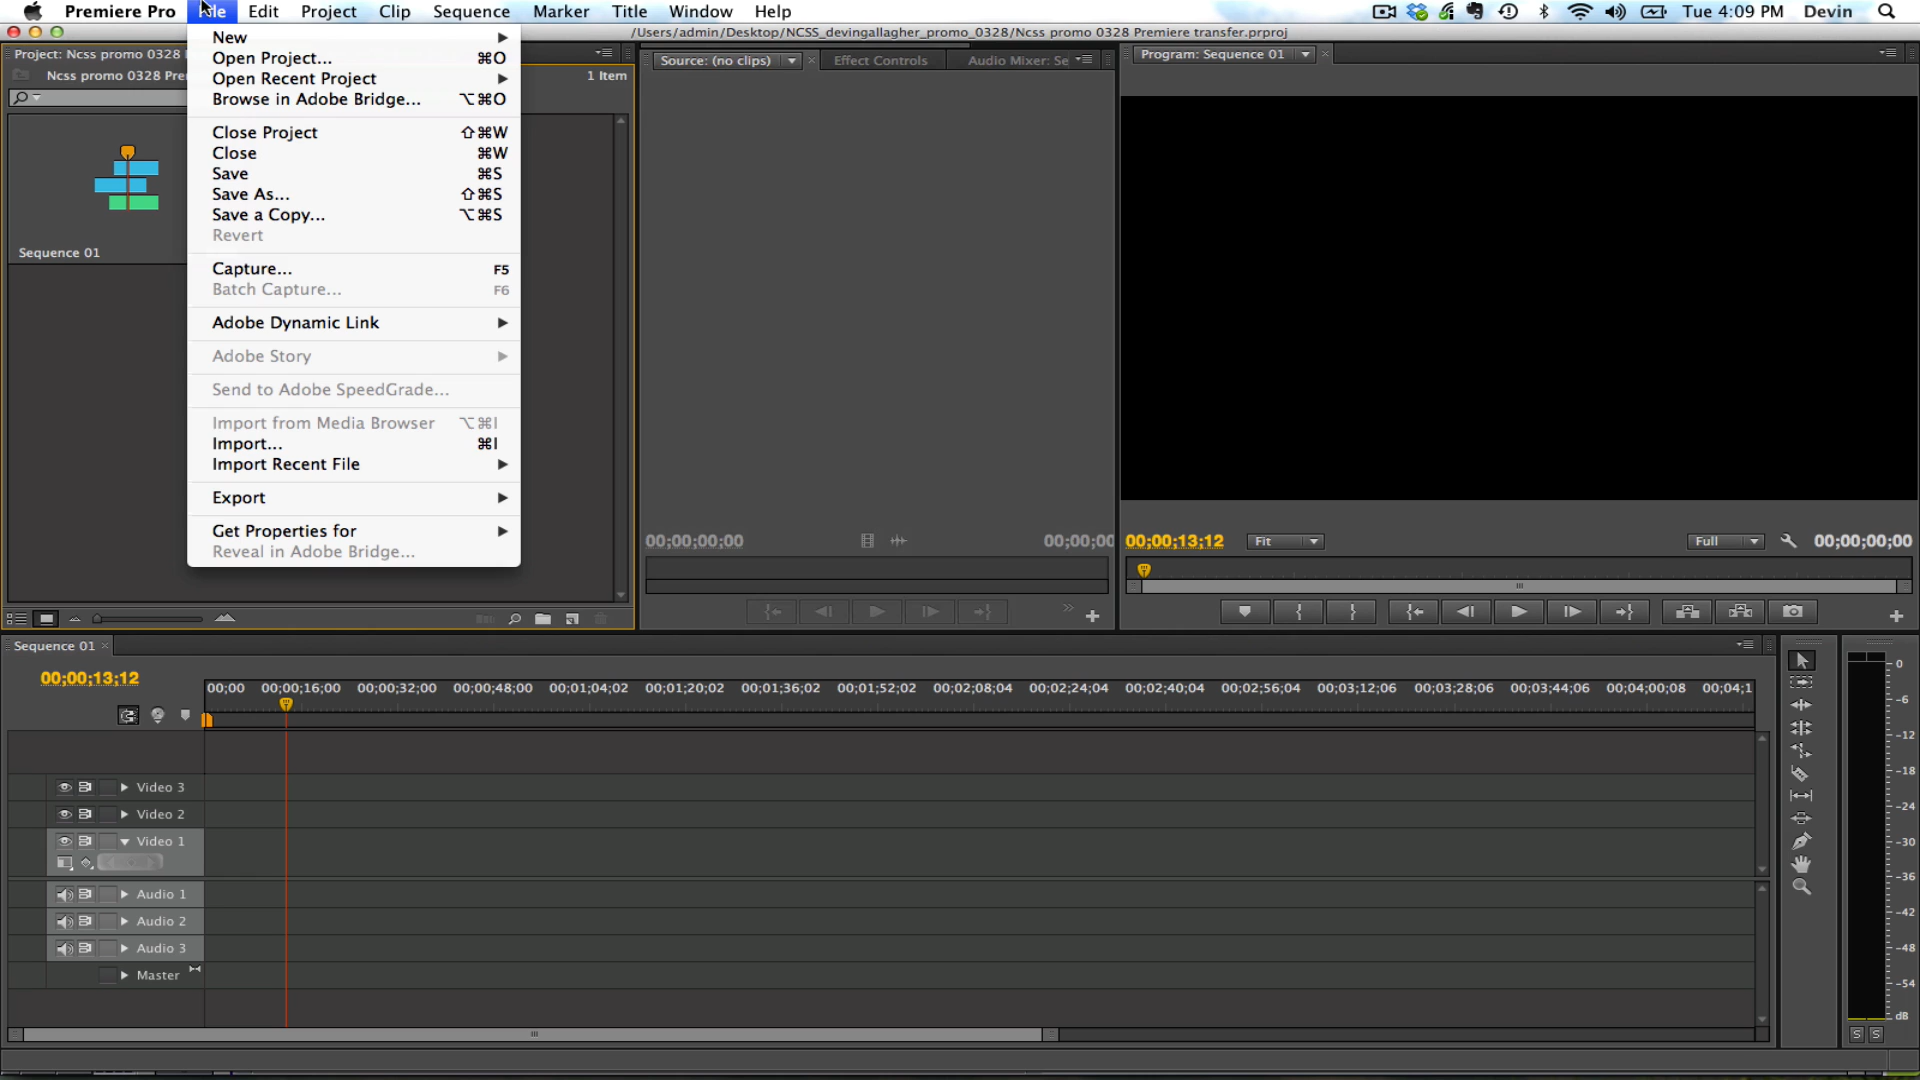 Premiere Pro File Edit Project Clip Sequence Marker Title Window Help Tue 4:09 PM Devin
/Users/admin/Desktop/NCSS_devingallagher_promo_0328/Ncss promo 0328 Premiere transfer.prproj
Project: Ncss promo 0328
Ncss promo 0328 Pre
1 Item
Sequence 01
New
Open Project... ⌘O
Open Recent Project
Browse in Adobe Bridge... ⌥⌘O
Close Project ⇧⌘W
Close ⌘W
Save ⌘S
Save As... ⇧⌘S
Save a Copy... ⌥⌘S
Revert
Capture... F5
Batch Capture... F6
Adobe Dynamic Link
Adobe Story
Send to Adobe SpeedGrade...
Import from Media Browser ⌥⌘I
Import... ⌘I
Import Recent File
Export
Get Properties for
Reveal in Adobe Bridge...
Source: (no clips) Effect Controls Audio Mixer: Se
00;00;00;00 00;00;00
Program: Sequence 01
00;00;13;12 Fit Full 00;00;00;00
Sequence 01
00;00;13;12
00;00 00;00;16;00 00;00;32;00 00;00;48;00 00;01;04;02 00;01;20;02 00;01;36;02 00;01;52;02 00;02;08;04 00;02;24;04 00;02;40;04 00;02;56;04 00;03;12;06 00;03;28;06 00;03;44;06 00;04;00;08 00;04;1
Video 3
Video 2
Video 1
Audio 1
Audio 2
Audio 3
Master
0
-6
-12
-18
-24
-30
-36
-42
-48
-54
dB
S S